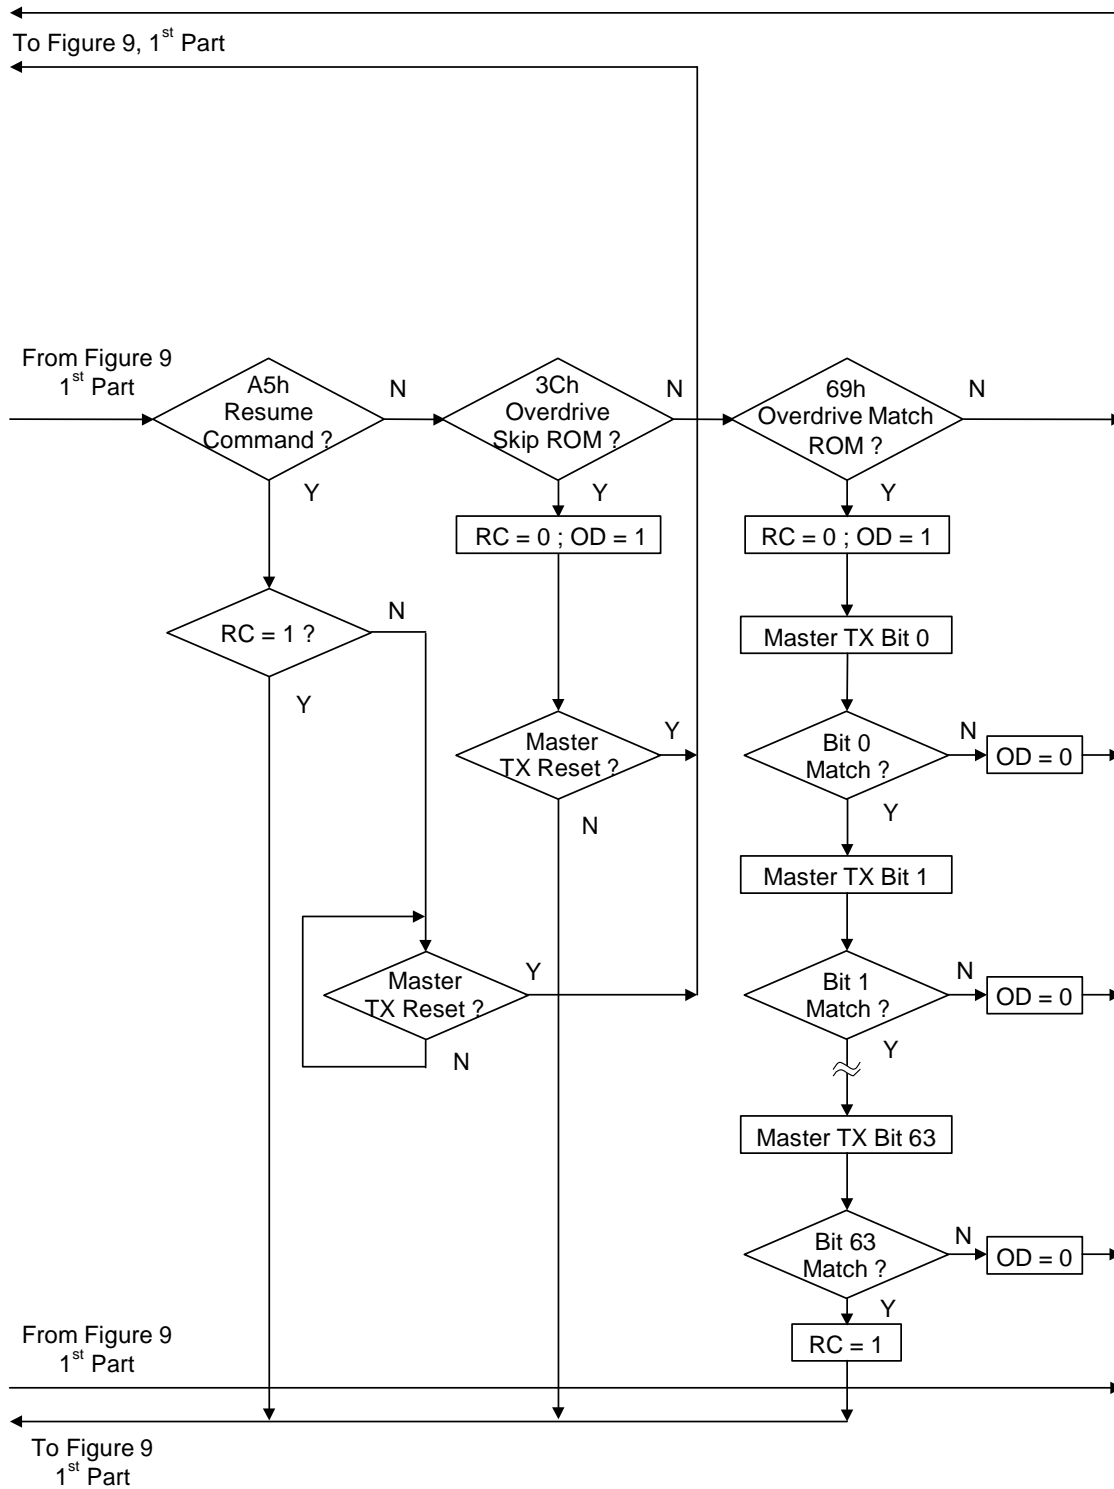 To Figure 9, 1st Part
From Figure 9
1st Part
A5h
Resume
Command ?
N
Y
3Ch
Overdrive
Skip ROM ?
N
Y
69h
Overdrive Match
ROM ?
N
Y
RC = 0 ; OD = 1
RC = 0 ; OD = 1
RC = 1 ?
N
Y
Master TX Bit 0
Master
TX Reset ?
Y
N
Bit 0
Match ?
N
OD = 0
Y
Master TX Bit 1
Master
TX Reset ?
Y
N
Bit 1
Match ?
N
OD = 0
Y
Master TX Bit 63
Bit 63
Match ?
N
OD = 0
Y
RC = 1
From Figure 9
1st Part
To Figure 9
1st Part